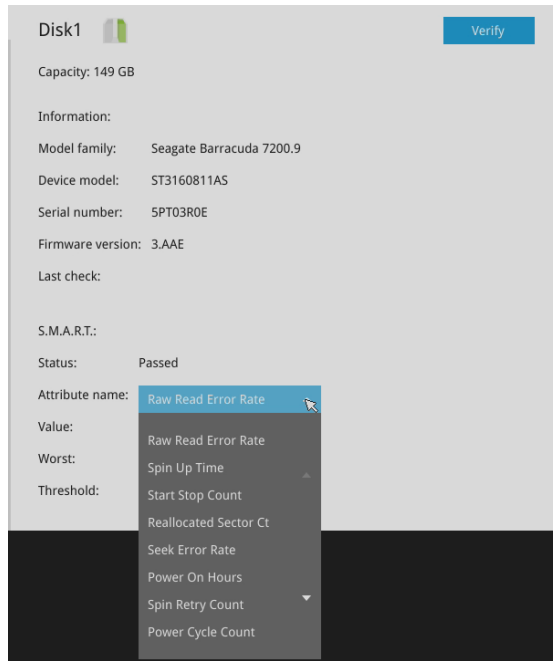 Disk1
Verify
Capacity: 149 GB
Information:
Model family: Seagate Barracuda 7200.9
Device model: ST3160811AS
Serial number: 5PT03R0E
Firmware version: 3.AAE
Last check:
S.M.A.R.T.:
Status: Passed
Attribute name: Raw Read Error Rate
Value:
Worst:
Threshold:
Raw Read Error Rate
Spin Up Time
Start Stop Count
Reallocated Sector Ct
Seek Error Rate
Power On Hours
Spin Retry Count
Power Cycle Count